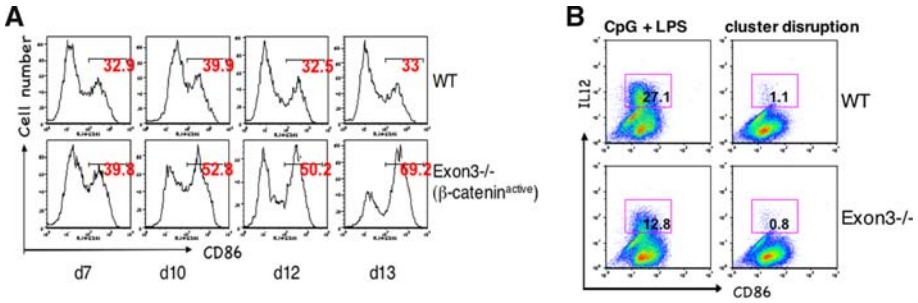 A
Cell number
32.9 39.9 32.5 33
WT
39.8 52.8 50.2 69.2
Exon3-/-
(β-catenin^active)
CD86
d7 d10 d12 d13
B
CpG + LPS cluster disruption
IL12
27.1 1.1
WT
12.8 0.8
Exon3-/-
CD86